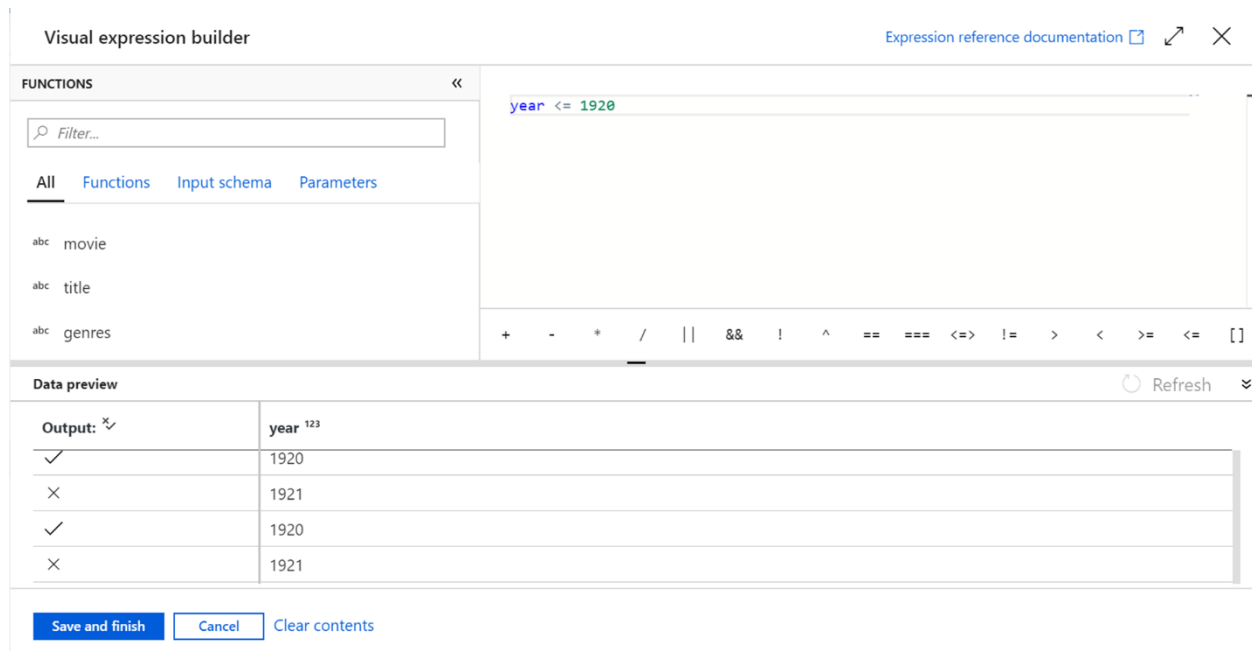 Visual expression builder
Expression reference documentation
FUNCTIONS «
Filter...
All Functions Input schema Parameters
abc movie
abc title
abc genres
year <= 1920
+ - * / || && ! ^ == === <=> != > < >= <= []
Data preview
Refresh
Output: year 123
1920
1921
1920
1921
Save and finish Cancel Clear contents